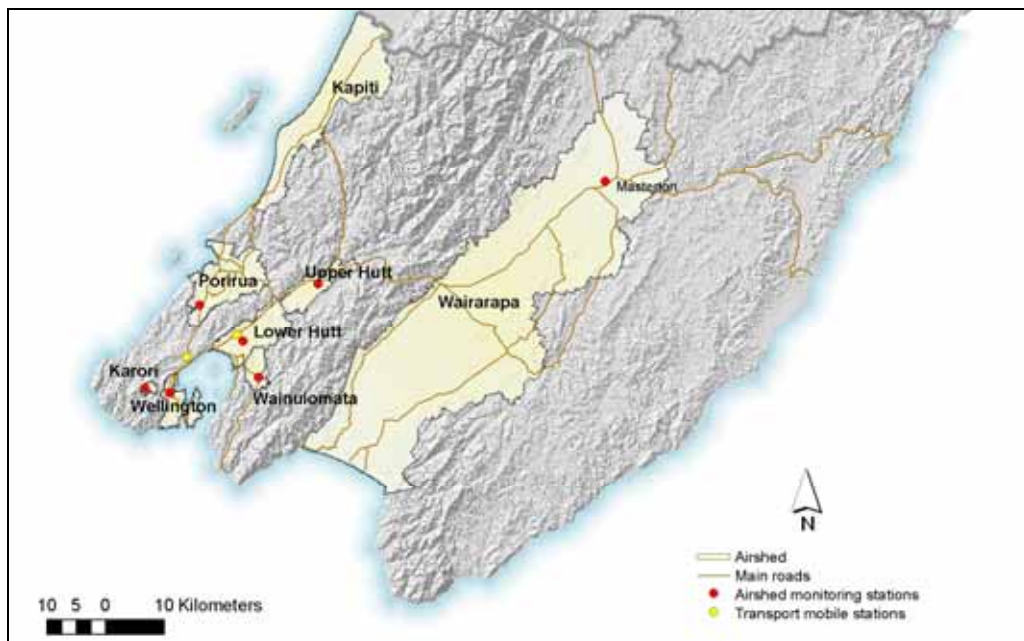 Kapiti
Masterton
Upper Hutt
Porirua
Wairarapa
Lower Hutt
Karori
Wainuiomata
Wellington
N
Airshed
Main roads
Airshed monitoring stations
Transport mobile stations
10 5 0 10 Kilometers